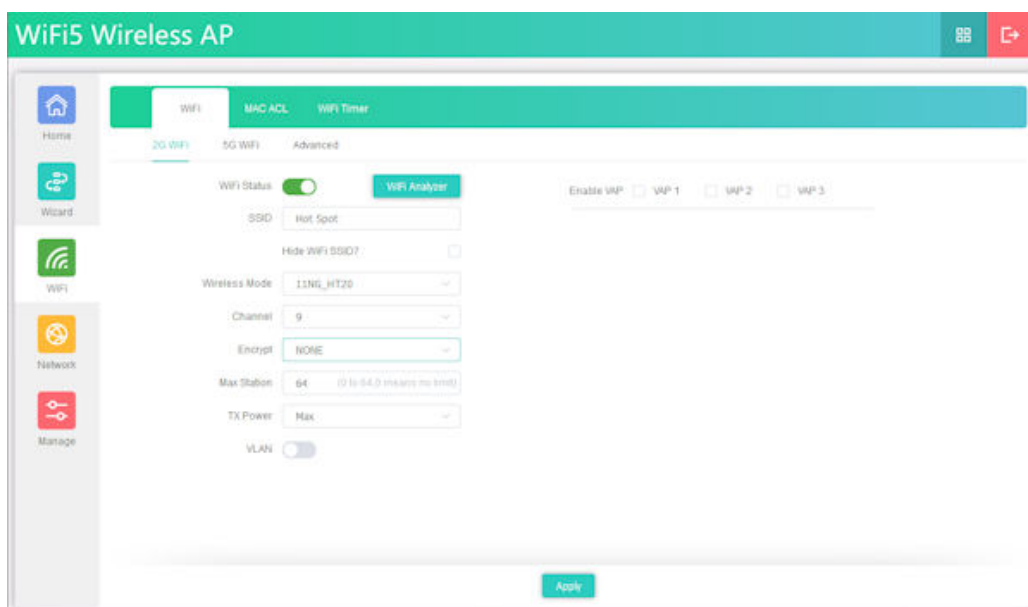 WiFi5 Wireless AP
Home
Wizard
WiFi
Network
Manage
WiFi MAC ACL WiFi Timer
2G WiFi 5G WiFi Advanced
WiFi Status WiFi Analyzer
SSID Hot Spot
Hide WiFi SSID?
Wireless Mode 11NG_HT20
Channel 9
Encrypt NONE
Max Station 64 (0 to 64,0 means no limit)
TX Power Max
VLAN
Enable VAP VAP 1 VAP 2 VAP 3
Apply